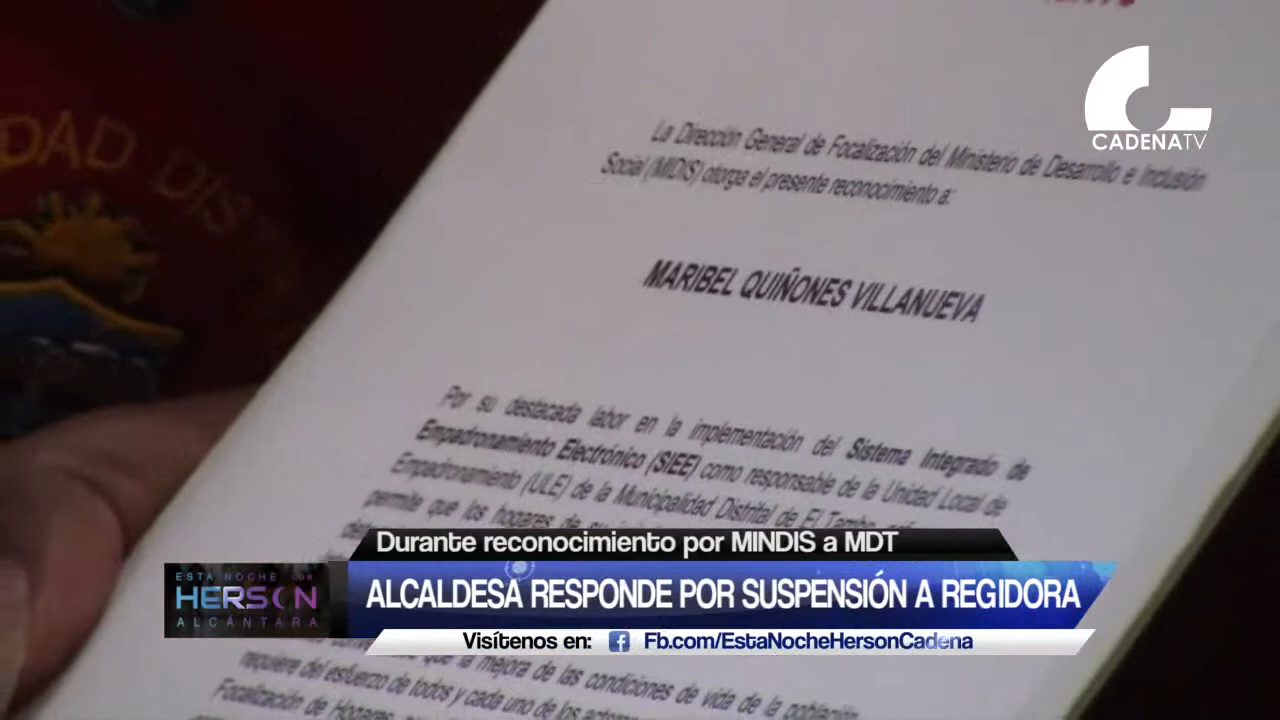 DAD DIS
CADENATV
La Dirección General de Focalización del Ministerio de Desarrollo e Inclusión
Social (MIDIS) otorga el presente reconocimiento a:
MARIBEL QUIÑONES VILLANUEVA
Por su destacada labor en la implementación del Sistema Integrado de
Empadronamiento Electrónico (SIEE) como responsable de la Unidad Local de
Empadronamiento (ULE) de la Municipalidad Distrital de El Tambo
permita que los hogares de su
Durante reconocimiento por MINDIS a MDT
ESTA NOCHE con
HERSON
ALCÁNTARA
ALCALDESA RESPONDE POR SUSPENSIÓN A REGIDORA
Visítenos en: Fb.com/EstaNocheHersonCadena
que la mejora de las condiciones de vida de la población
requiere del esfuerzo de todos y cada uno de los actores
Focalización de Hogares